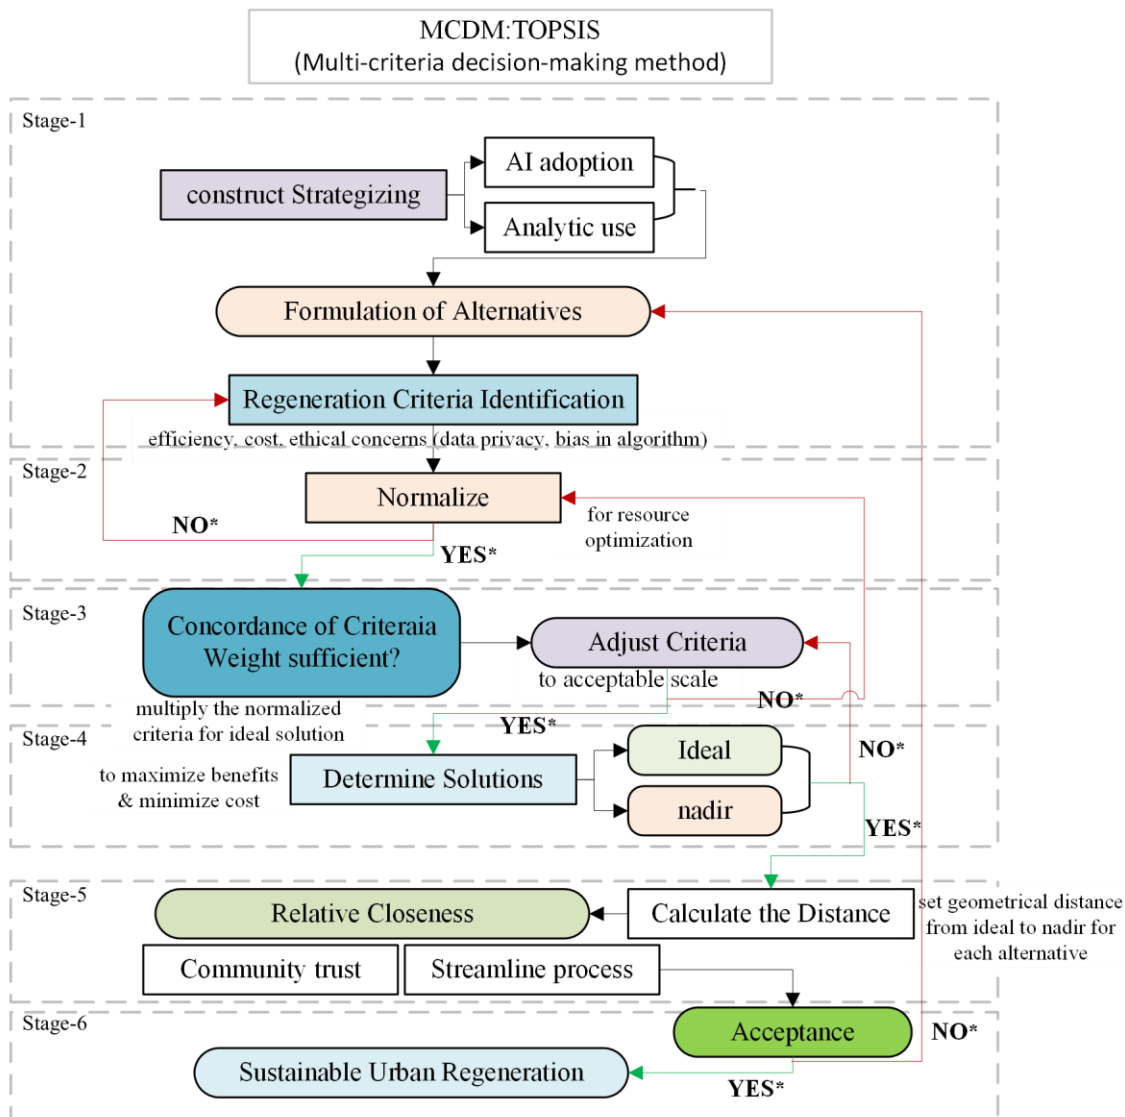 MCDM:TOPSIS
(Multi-criteria decision-making method)
Stage-1
AI adoption
construct Strategizing
Analytic use
Formulation of Alternatives
Regeneration Criteria Identification
efficiency, cost, ethical concerns (data privacy, bias in algorithm)
Stage-2
Normalize
for resource
optimization
NO*
YES*
Stage-3
Concordance of Criteraia
Weight sufficient?
Adjust Criteria
to acceptable scale
NO*
multiply the normalized
criteria for ideal solution
YES*
Stage-4
Ideal
NO*
to maximize benefits
& minimize cost
Determine Solutions
nadir
YES*
Stage-5
Relative Closeness
Calculate the Distance
set geometrical distance
from ideal to nadir for
each alternative
Community trust
Streamline process
Stage-6
Acceptance
NO*
Sustainable Urban Regeneration
YES*